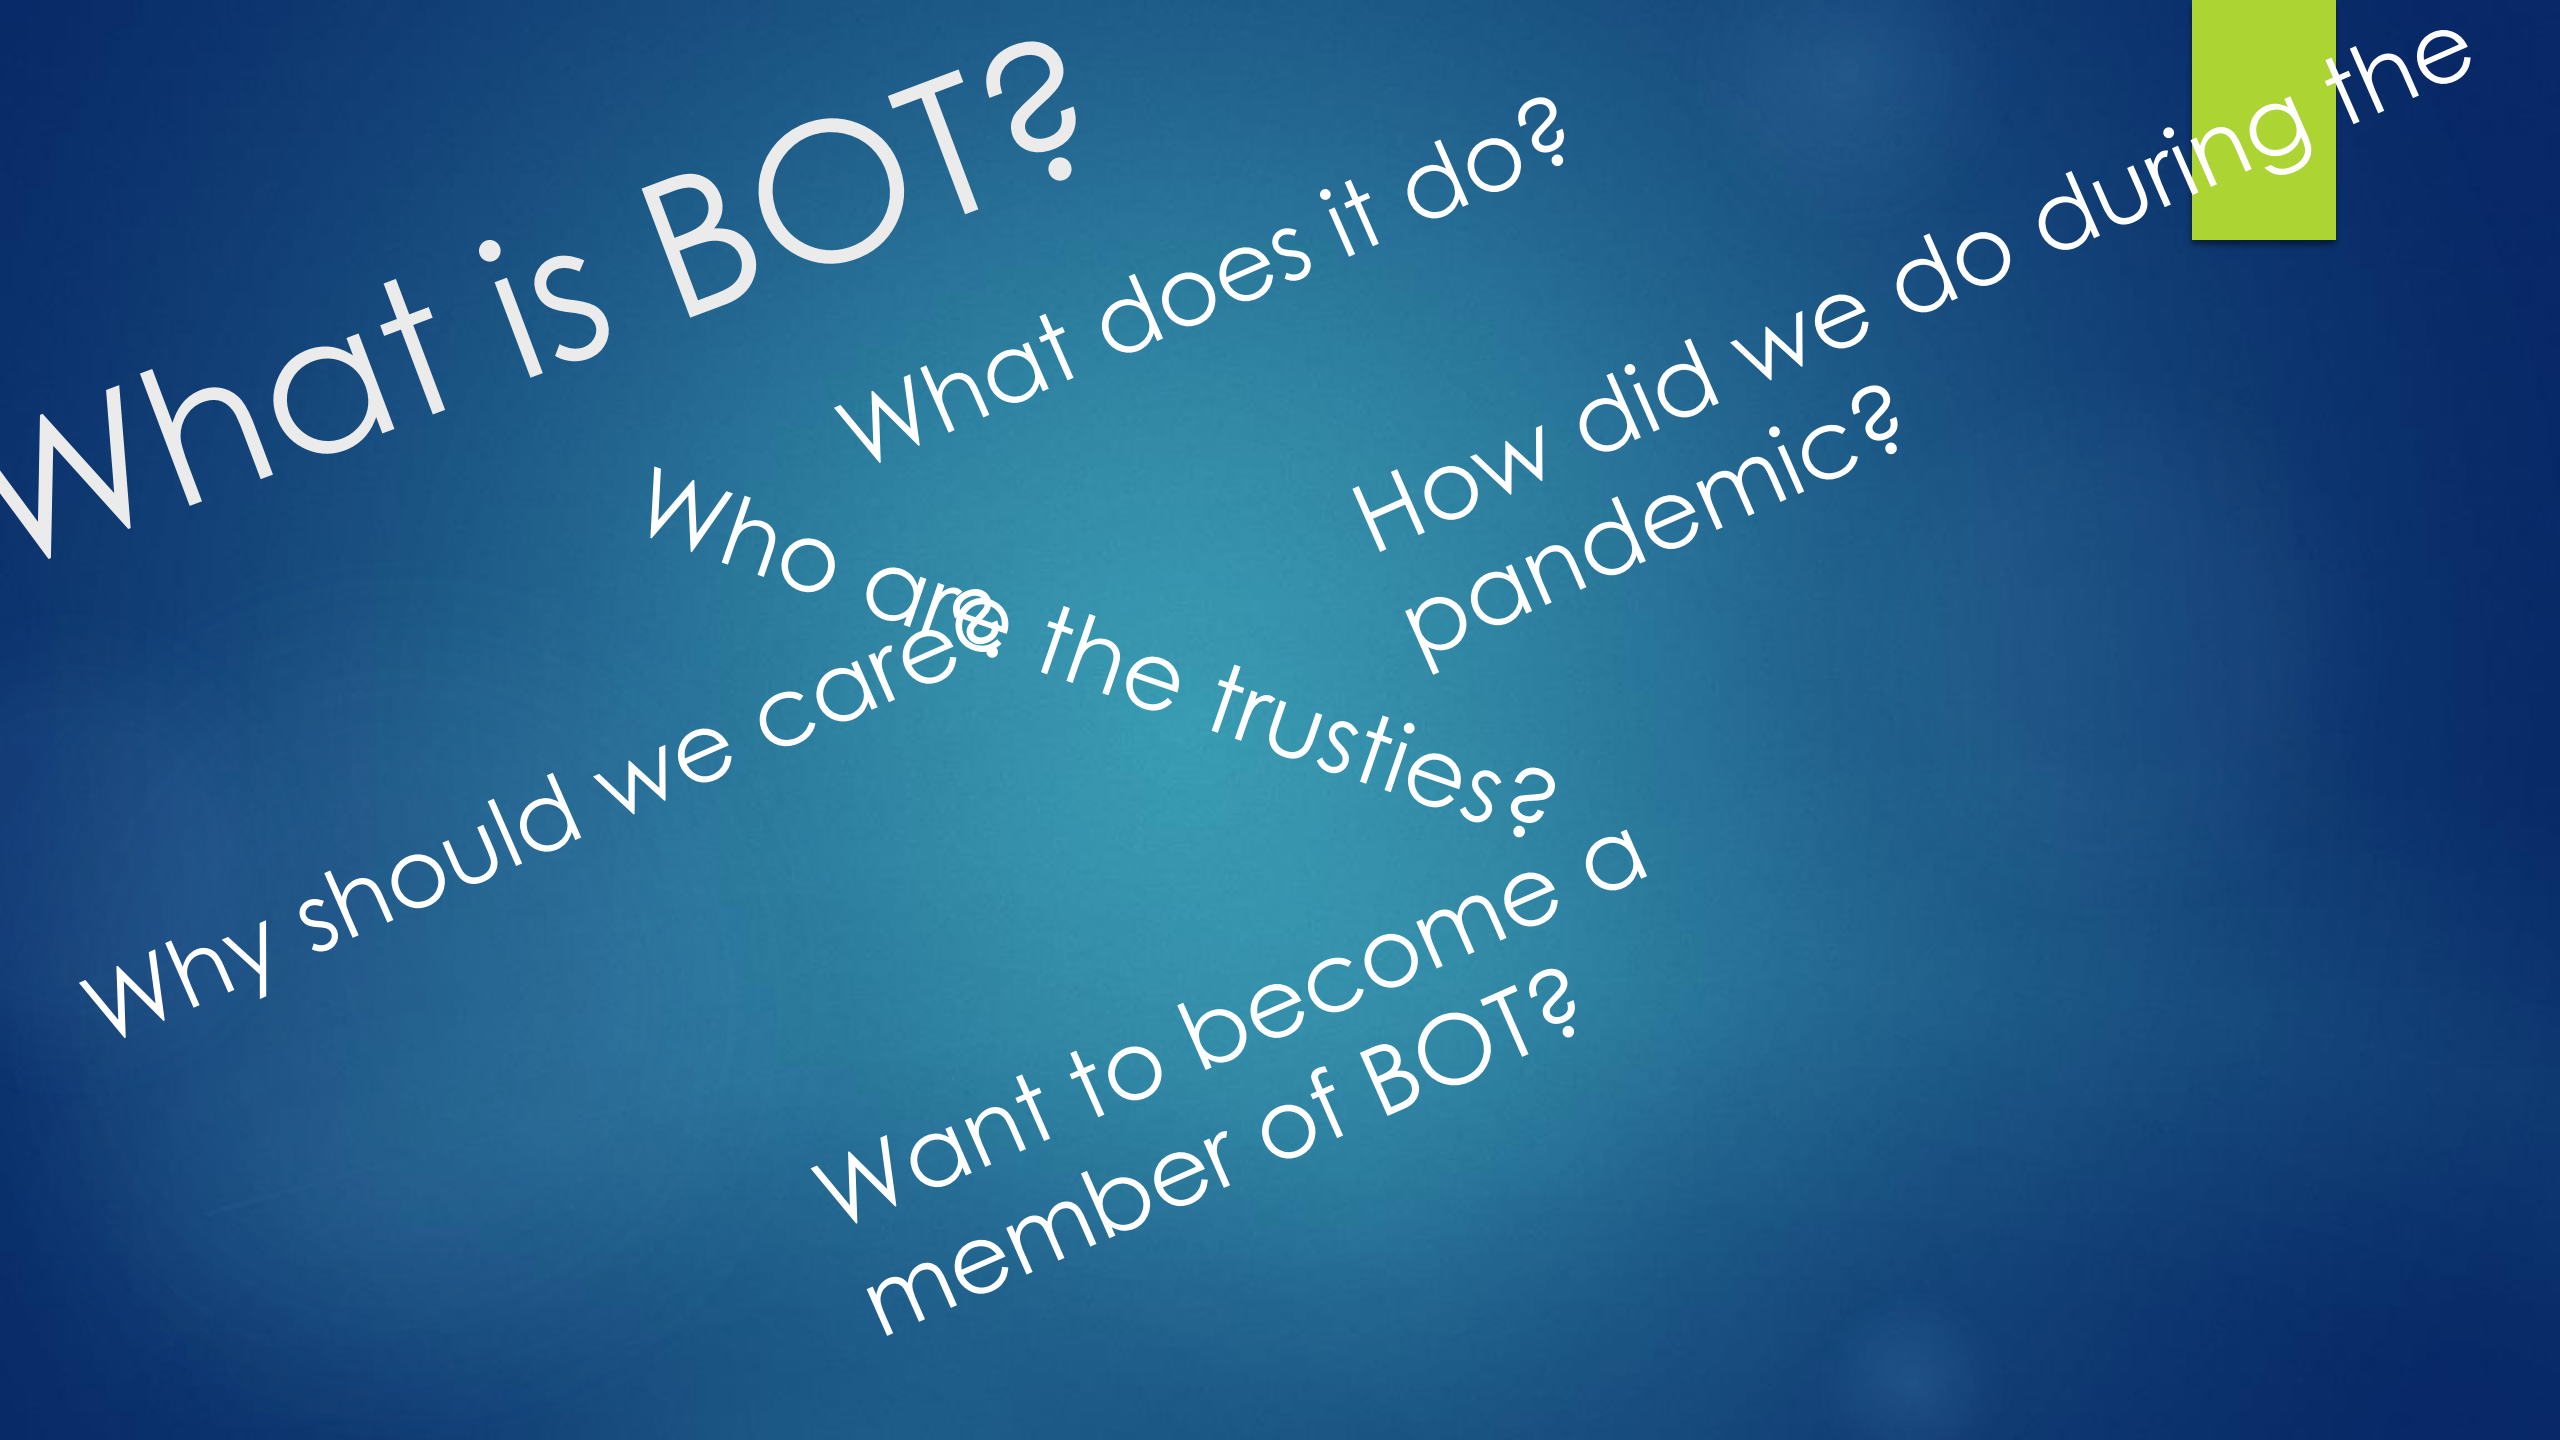 What is BOT?
What does it do?
How did we do during the
pandemic?
Who are the trusties?
Why should we care?
Want to become a
member of BOT?